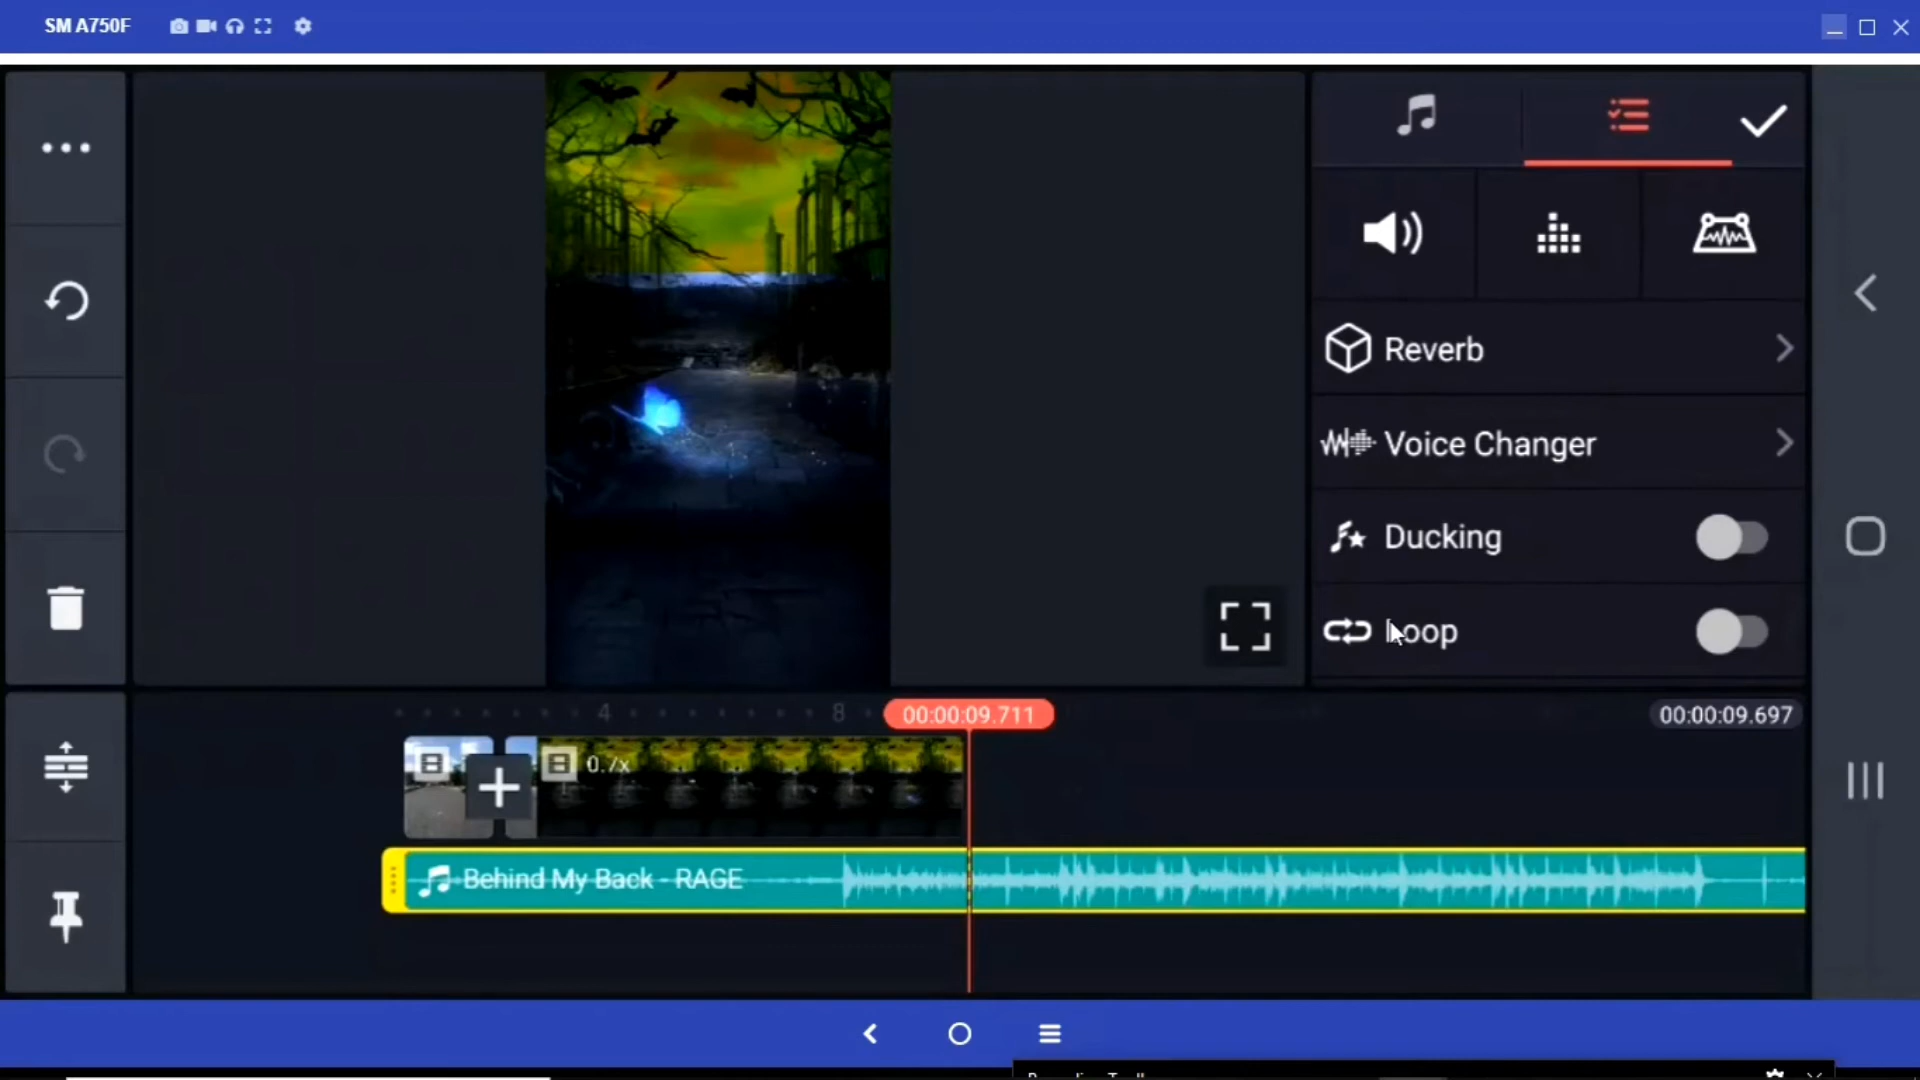 SM A750F
Reverb
Voice Changer
Ducking
Loop
4
8
00:00:09.711
00:00:09.697
0.7x
Behind My Back - RAGE